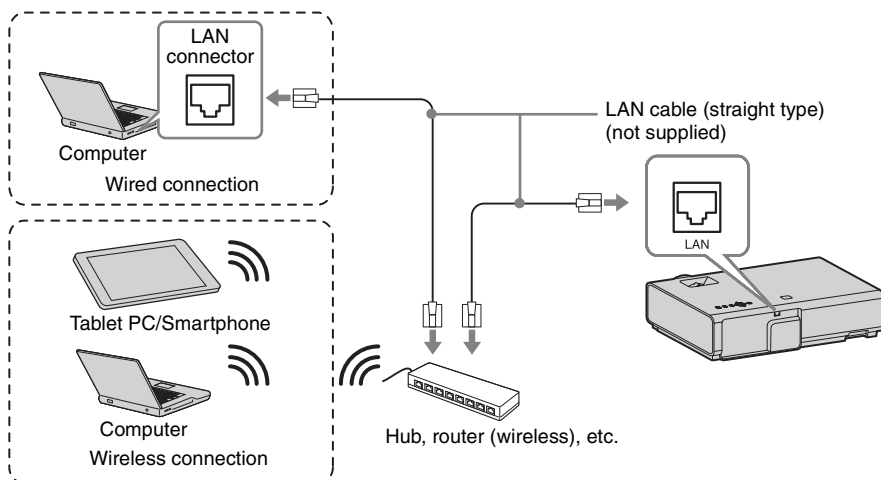 LAN
connector
Computer
Wired connection
LAN cable (straight type)
(not supplied)
LAN
Tablet PC/Smartphone
Computer
Wireless connection
Hub, router (wireless), etc.